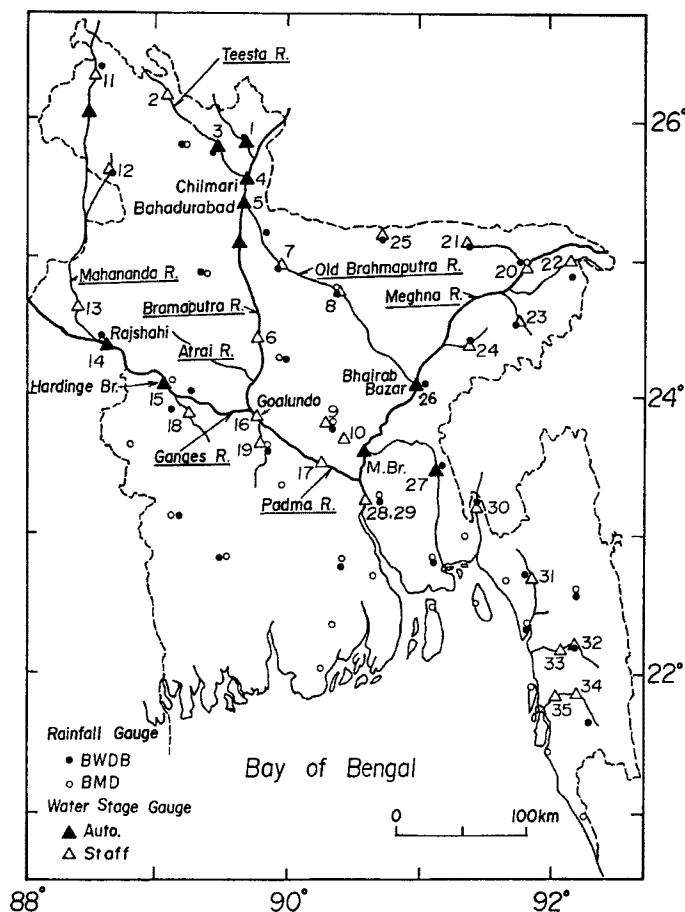 Teesta R.
11
2
26°
3
1
12
Chilmari
4
Bahadurabad
5
7
25
21
Old Brahmaputra R.
20
22
Mahananda R.
Meghna R.
13
Bramaputra R.
8
23
Rajshahi
6
24
Atrai R.
14
Bhairab
Bazar
26
24°
Hardinge Br.
15
Goalundo
9
18
16
10
Ganges R.
19
17
M.Br.
27
Padma R.
28,29
30
31
32
33
34
35
22°
Rainfall Gauge
BWDB
BMD
Water Stage Gauge
Auto.
Staff
Bay of Bengal
0 100km
88° 90° 92°